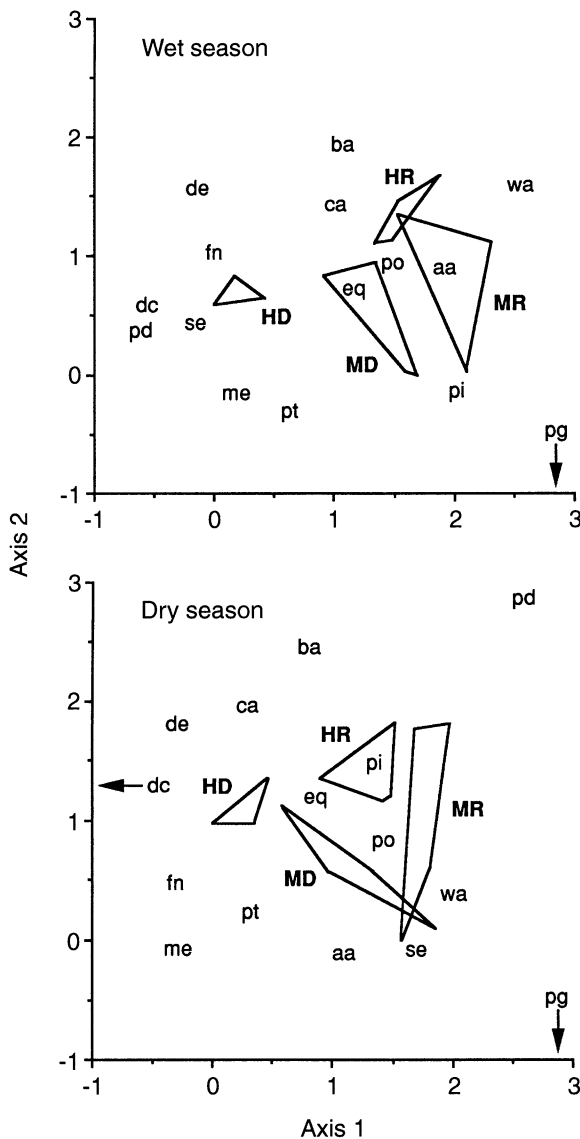 3
Wet season
ba
2
de
HR
wa
ca
fn
po
aa
1
eq
dc
HD
MR
pd
se
MD
0
me
pi
pt
pg
-1
-1
0
1
2
3
Axis 2
3
Dry season
pd
ba
2
ca
de
HR
dc
HD
pi
eq
MR
1
po
MD
fn
wa
pt
0
me
aa
se
pg
-1
-1
0
1
2
3
Axis 1